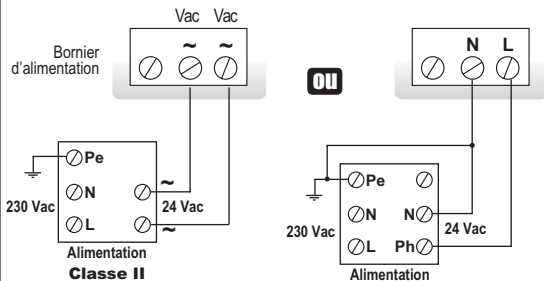 Vac Vac
Bornier
d'alimentation
~ ~
Pe
N
L
230 Vac
~
24 Vac
~
Alimentation
Classe II
ou
N L
Pe
N N
L Ph
230 Vac
24 Vac
Alimentation